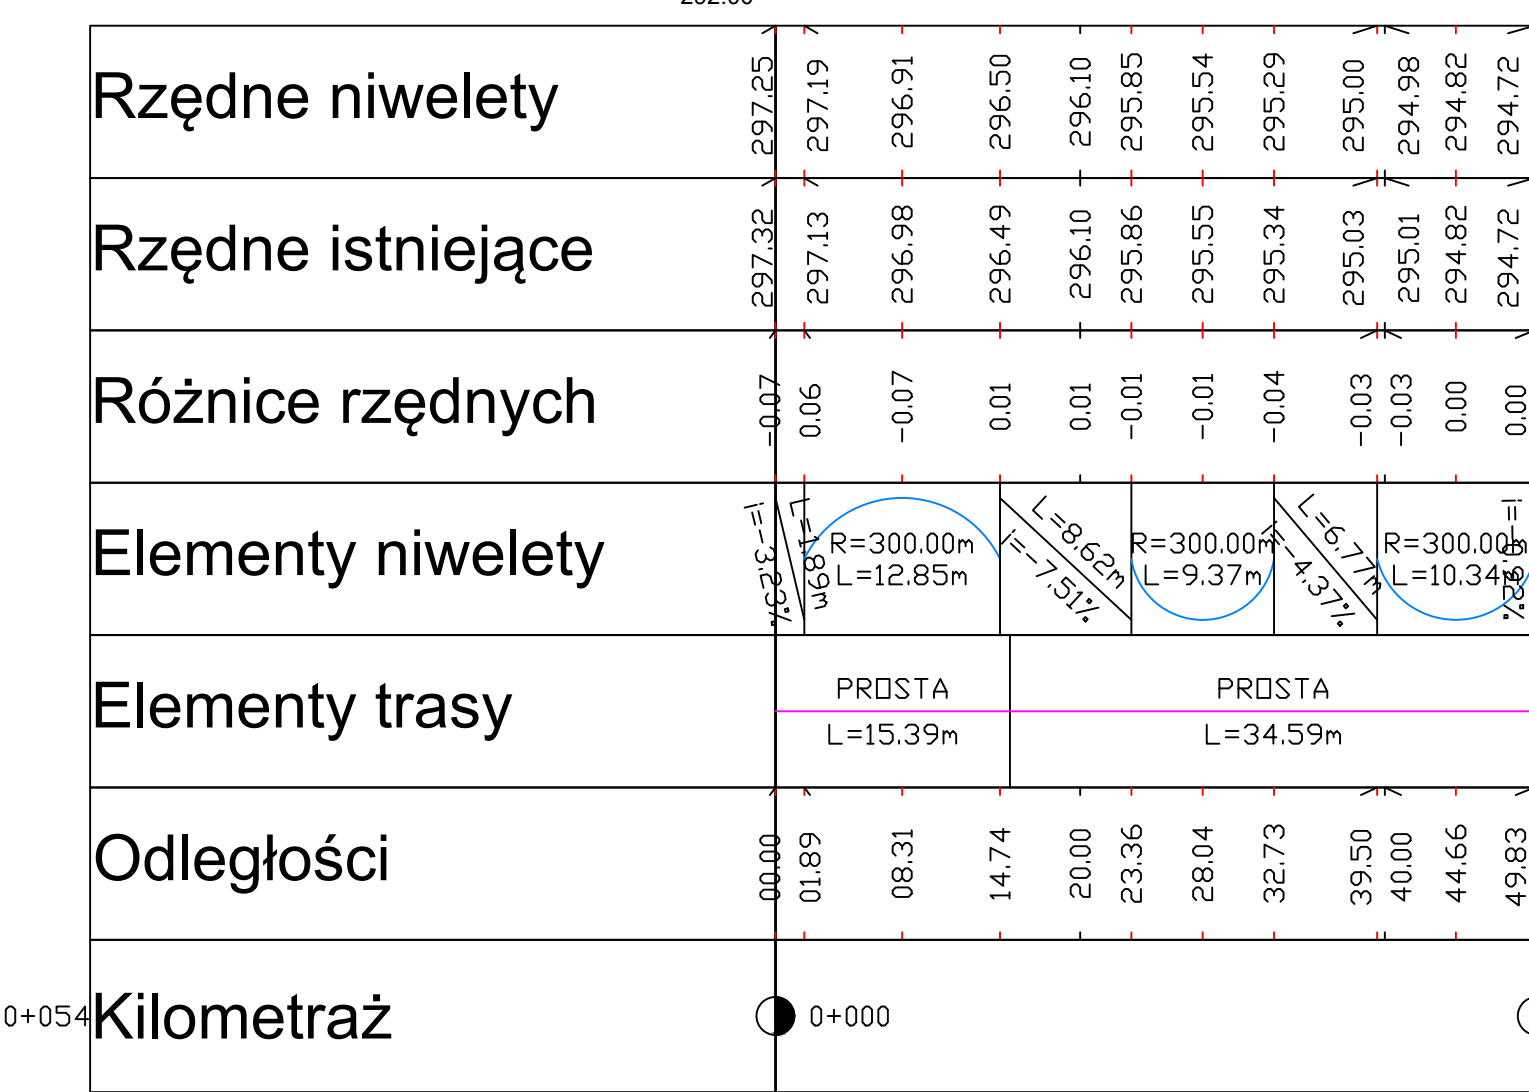 Rzędne niwelety 297.25 297.19 296.91 296.50 296.10 295.85 295.54 295.29 295.00 294.98 294.82 294.72
Rzędne istniejące 297.32 297.13 296.98 296.49 296.10 295.86 295.55 295.34 295.03 295.01 294.82 294.72
Różnice rzędnych -0.07 0.06 -0.07 0.01 0.01 -0.01 -0.01 -0.04 -0.03 -0.03 0.00 0.00
Elementy niwelety
i=-3.23%
L=1.89m
R=300.00m
L=12.85m
L=8.62m
i=-7.51%
R=300.00m
L=9.37m
L=6.77m
i=-4.37%
R=300.00m
L=10.34m
Elementy trasy
PROSTA
L=15.39m
PROSTA
L=34.59m
Odległości 00.00 01.89 08.31 14.74 20.00 23.36 28.04 32.73 39.50 40.00 44.66 49.83
0+054
Kilometraż
0+000